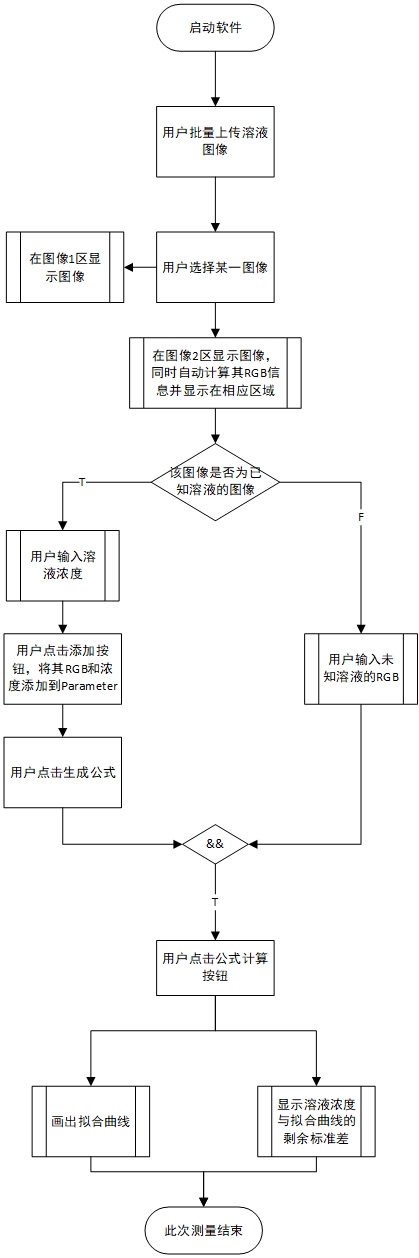 启动软件
用户批量上传溶液
图像
在图像1区显
示图像
用户选择某一图像
在图像2区显示图像，
同时自动计算其RGB信
息并显示在相应区域
该图像是否为已
知溶液的图像
T
F
用户输入溶
液浓度
用户点击添加按
钮，将其RGB和浓
度添加到Parameter
用户输入未
知溶液的RGB
用户点击生成公式
&&
T
用户点击公式计算
按钮
画出拟合曲线
显示溶液浓度
与拟合曲线的
剩余标准差
此次测量结束